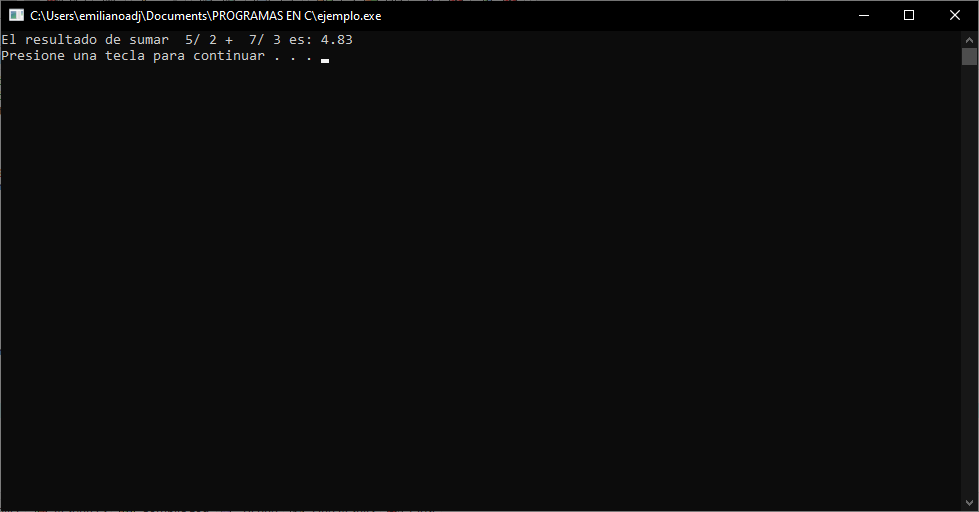 C:\Users\emilianoadj\Documents\PROGRAMAS EN C\ejemplo.exe
El resultado de sumar  5/ 2 +  7/ 3 es: 4.83
Presione una tecla para continuar . . .